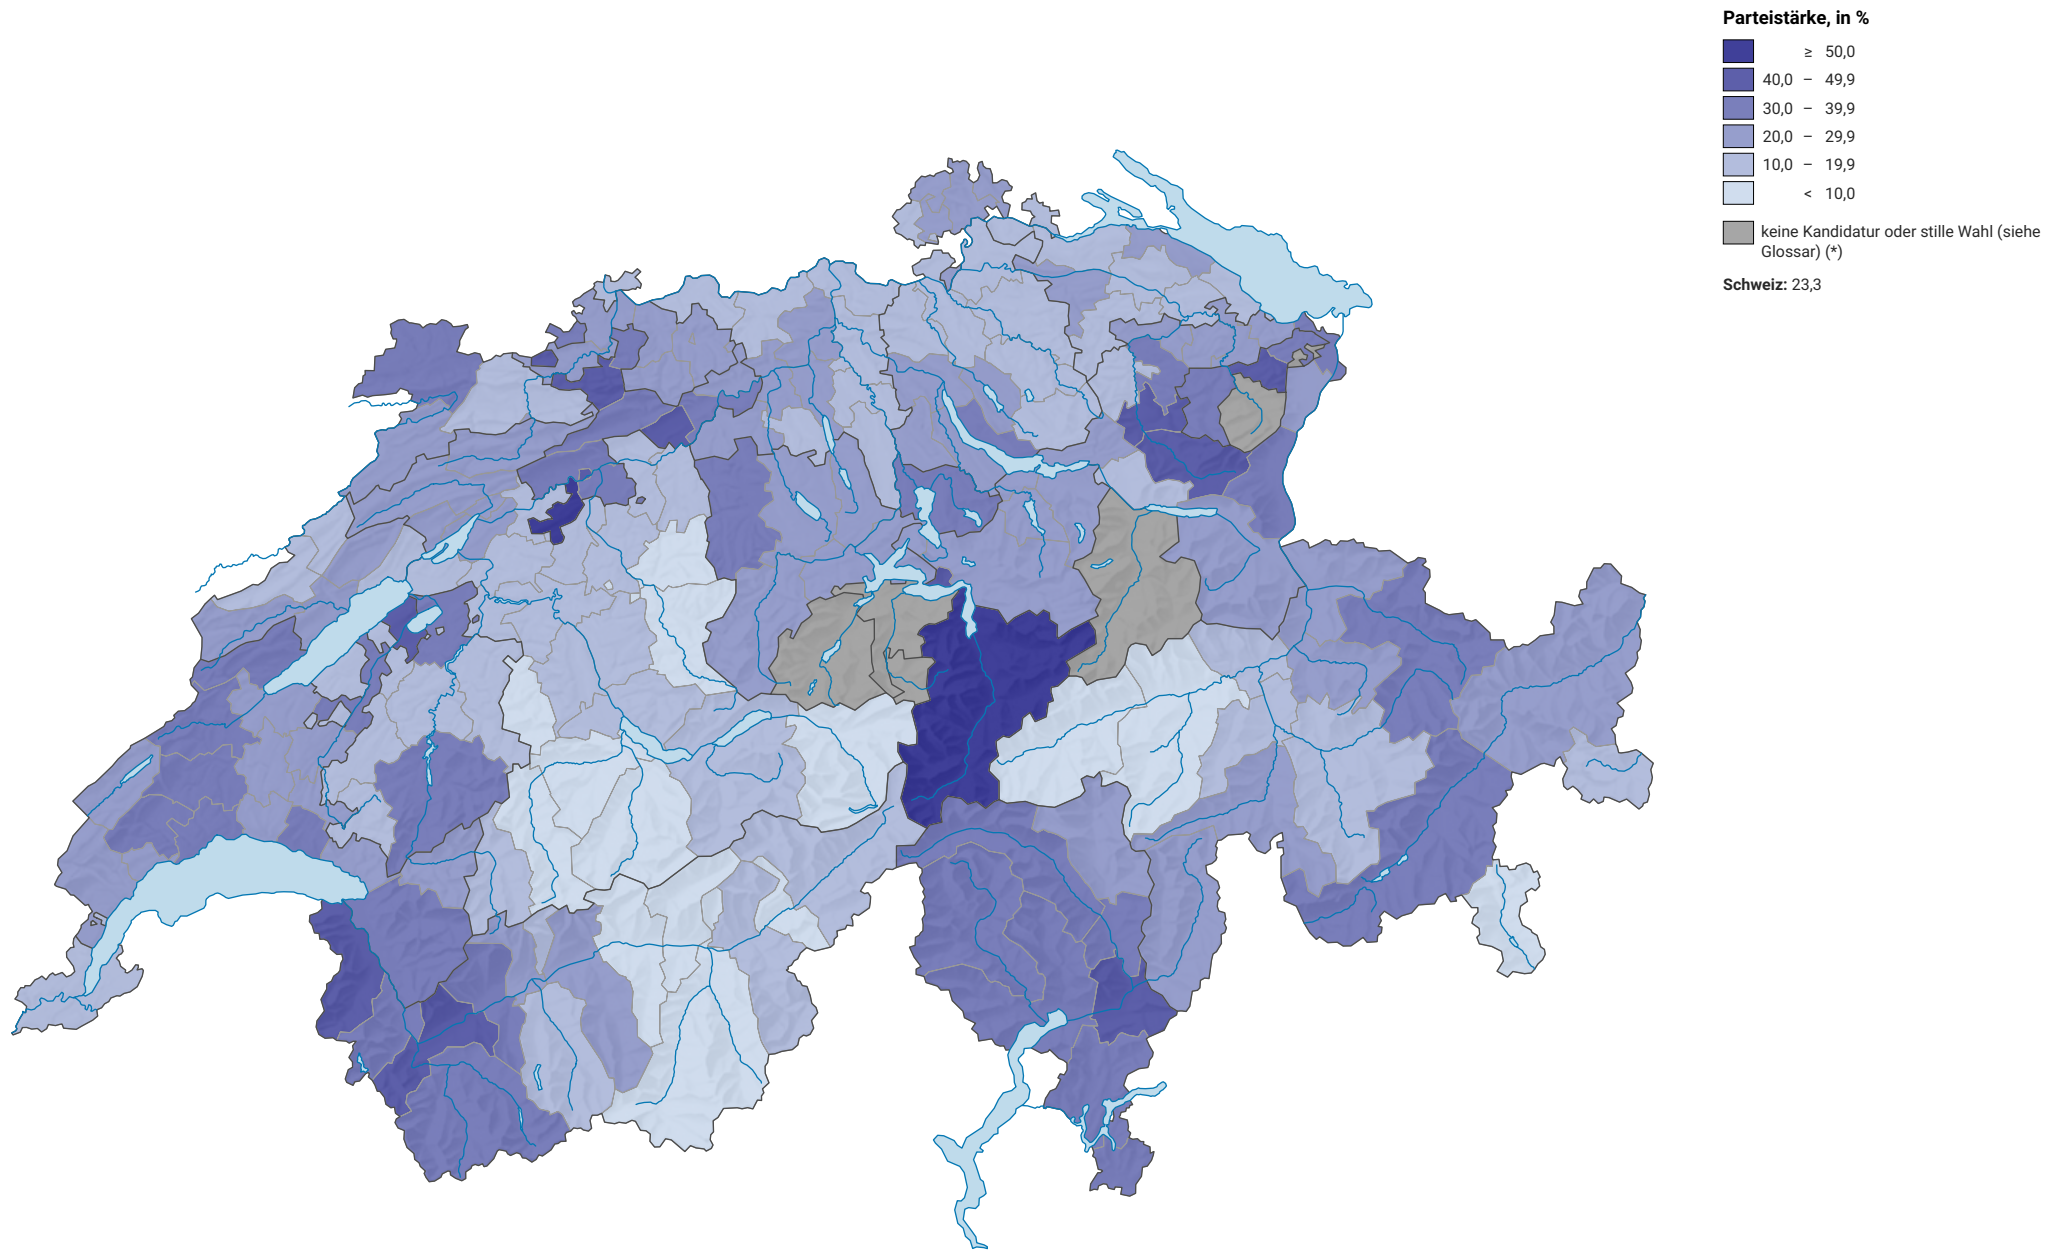 Parteistärke, in %
≥ 50,0
40,0 – 49,9
30,0 – 39,9
20,0 – 29,9
10,0 – 19,9
< 10,0
keine Kandidatur oder stille Wahl (siehe
Glossar) (*)
Schweiz: 23,3